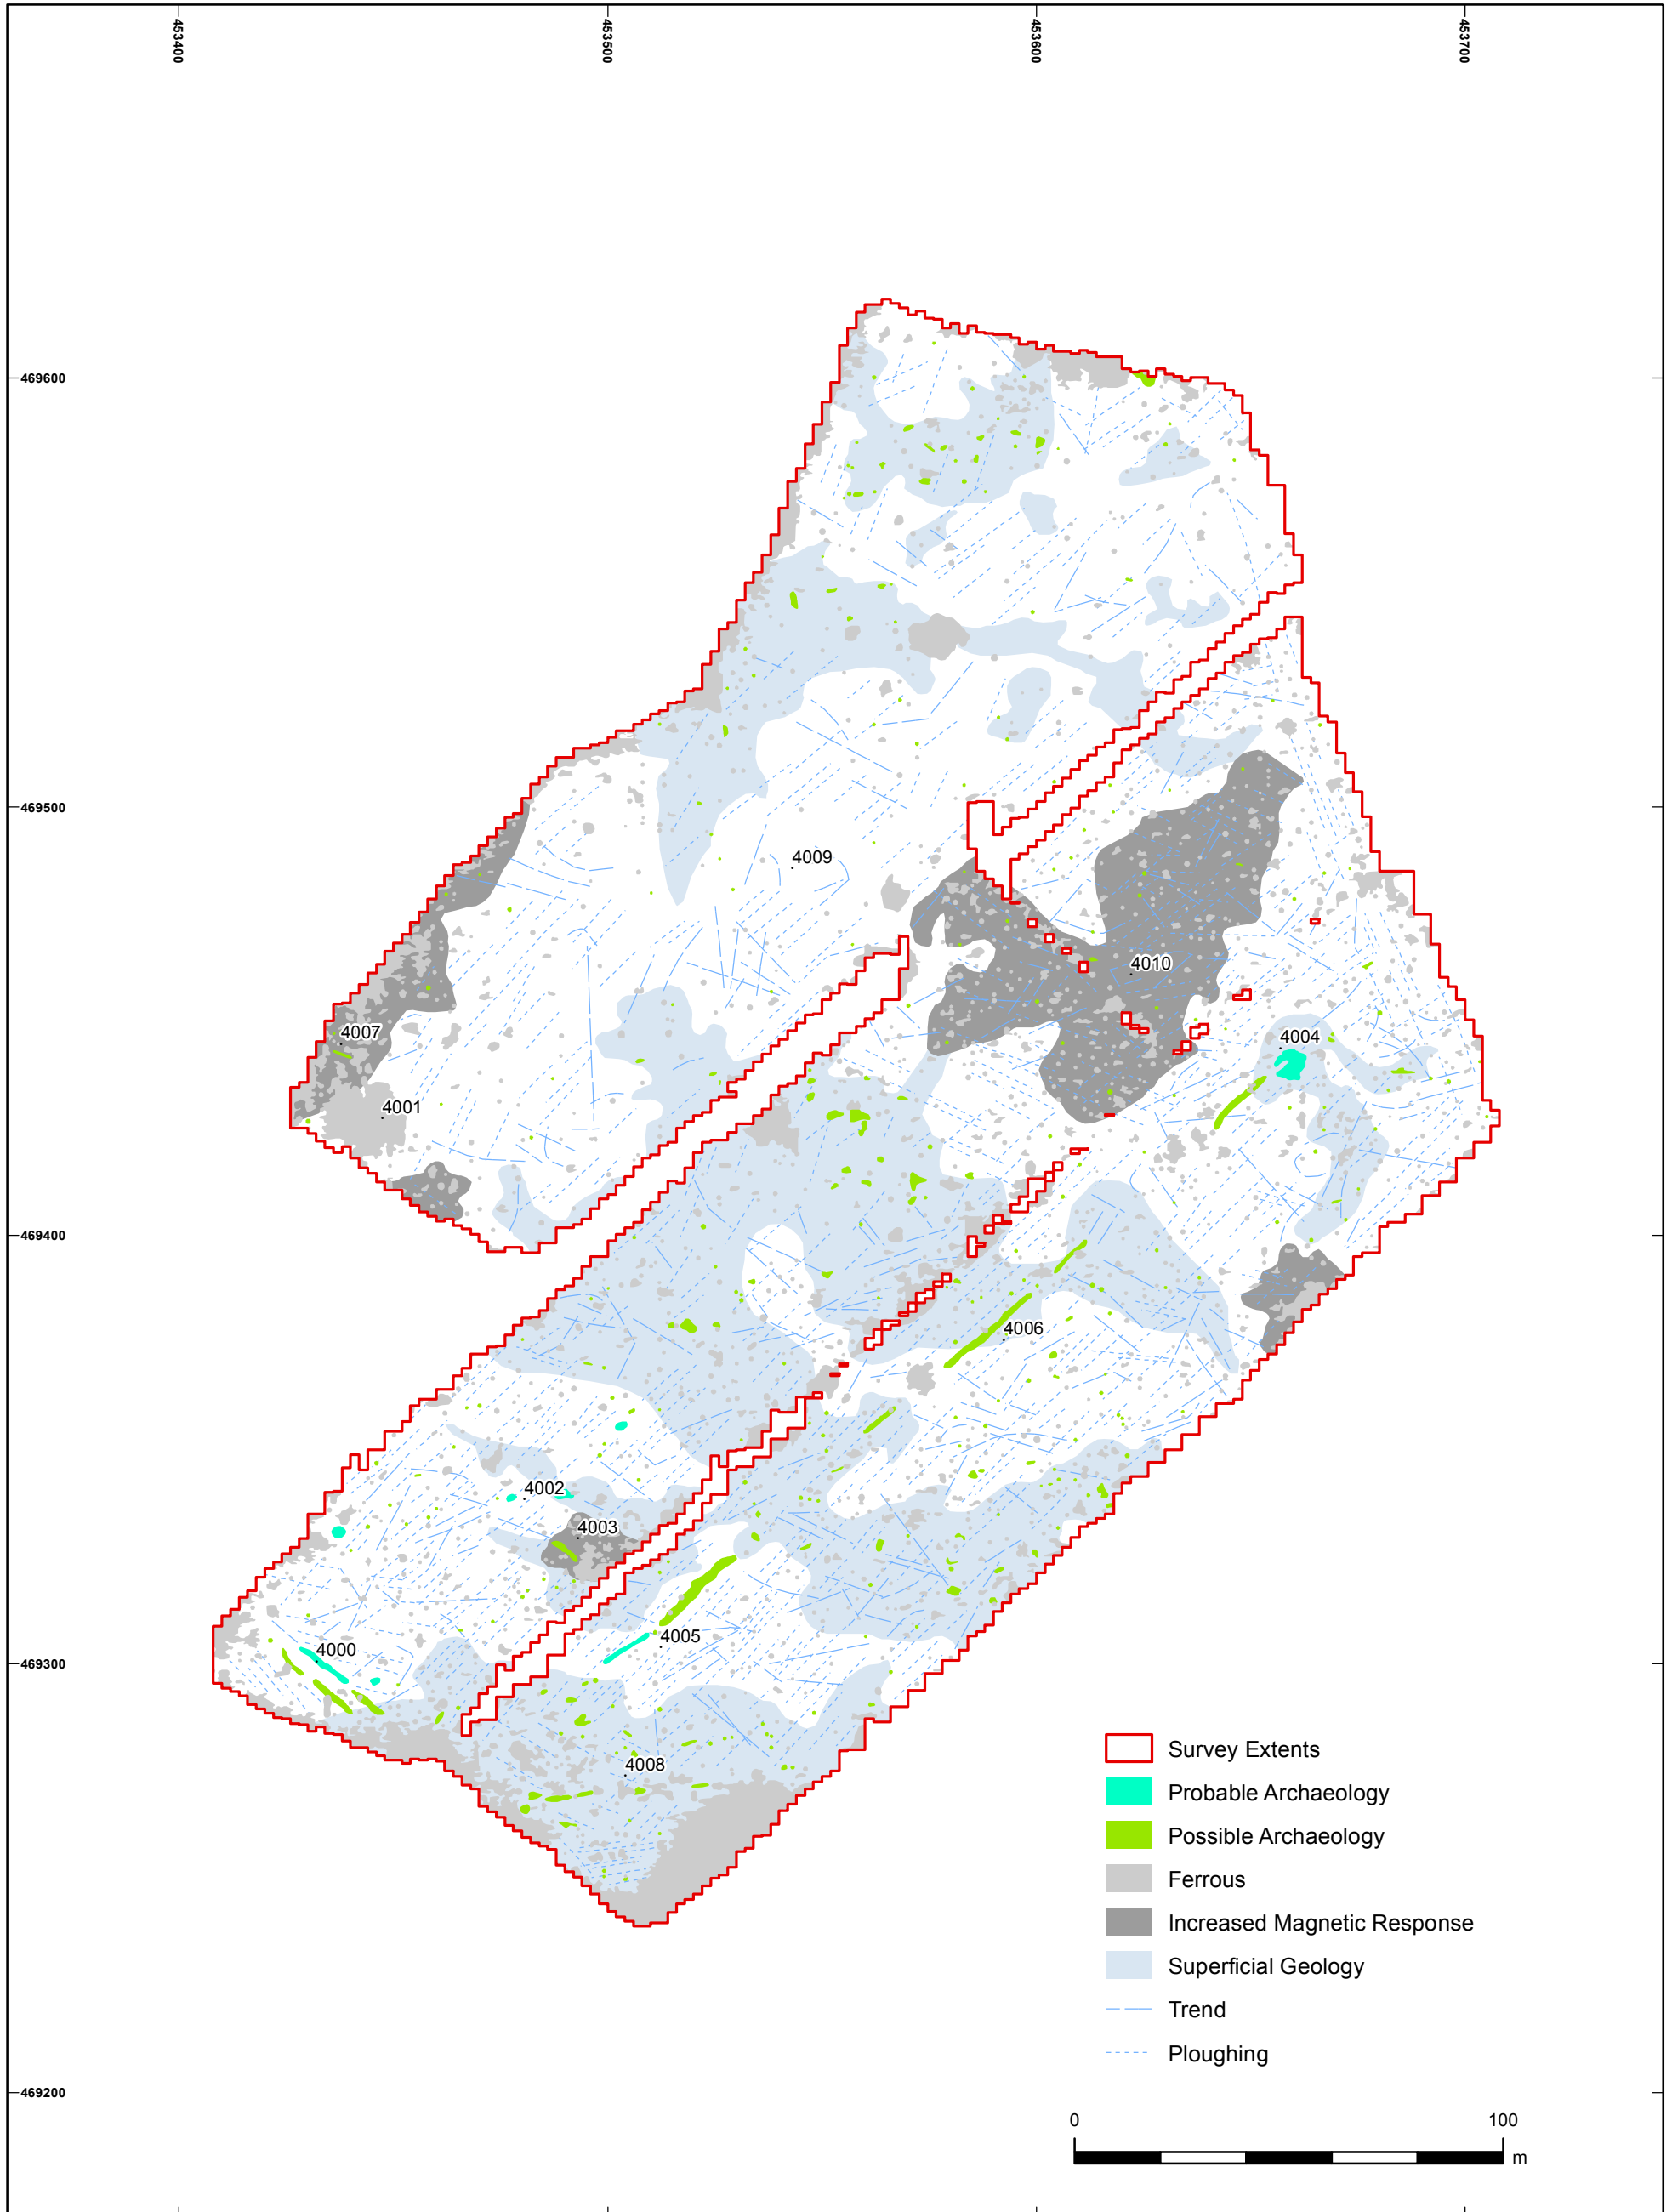 453400
453500
453600
453700
469600
469500
4009
4010
4007
4004
4001
469400
4006
4002
4003
4005
4000
469300
4008
Survey Extents
Probable Archaeology
Possible Archaeology
Ferrous
Increased Magnetic Response
Superficial Geology
Trend
Ploughing
469200
0
100
m